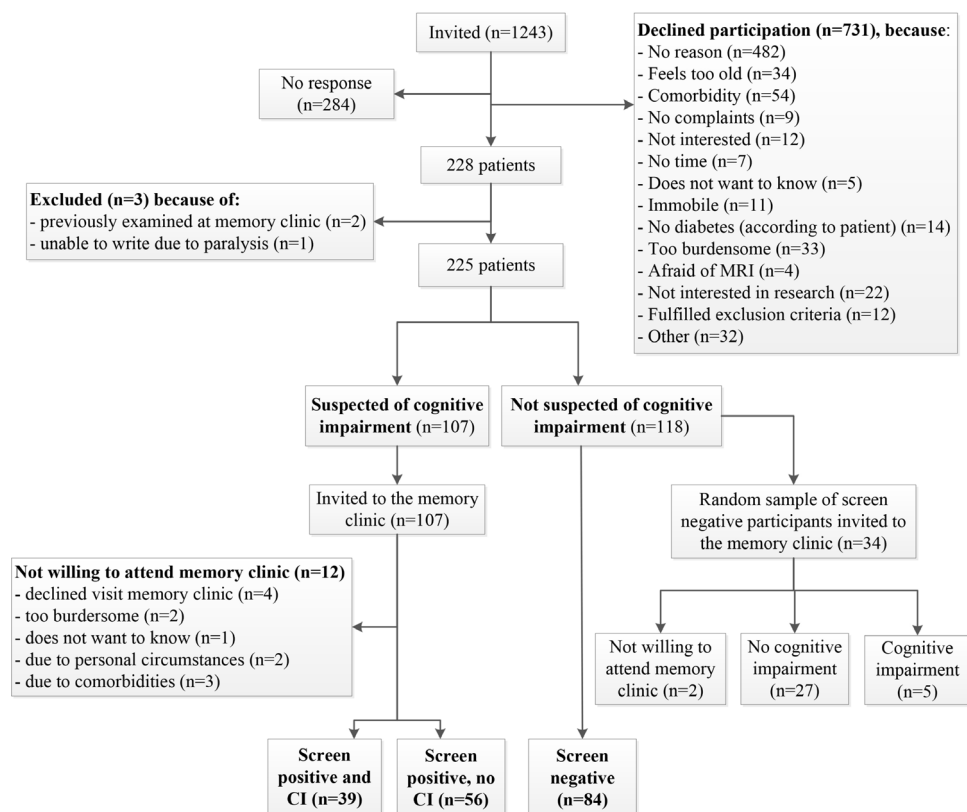 Invited (n=1243)
No response
(n=284)
Declined participation (n=731), because:
- No reason (n=482)
- Feels too old (n=34)
- Comorbidity (n=54)
- No complaints (n=9)
- Not interested (n=12)
- No time (n=7)
- Does not want to know (n=5)
- Immobile (n=11)
- No diabetes (according to patient) (n=14)
- Too burdensome (n=33)
- Afraid of MRI (n=4)
- Not interested in research (n=22)
- Fulfilled exclusion criteria (n=12)
- Other (n=32)
228 patients
Excluded (n=3) because of:
- previously examined at memory clinic (n=2)
- unable to write due to paralysis (n=1)
225 patients
Suspected of cognitive
impairment (n=107)
Not suspected of cognitive
impairment (n=118)
Invited to the memory
clinic (n=107)
Random sample of screen
negative participants invited to
the memory clinic (n=34)
Not willing to attend memory clinic (n=12)
- declined visit memory clinic (n=4)
- too burdersome (n=2)
- does not want to know (n=1)
- due to personal circumstances (n=2)
- due to comorbidities (n=3)
Not willing to
attend memory
clinic (n=2)
No cognitive
impairment
(n=27)
Cognitive
impairment
(n=5)
Screen
positive and
CI (n=39)
Screen
positive, no
CI (n=56)
Screen
negative
(n=84)